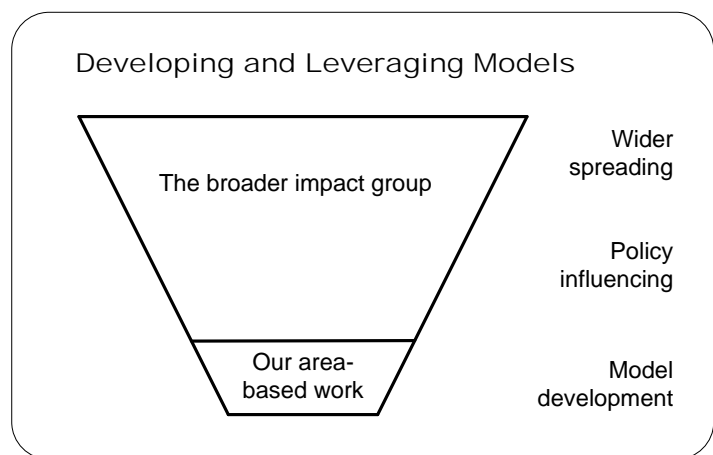 Developing and Leveraging Models
Wider
spreading
The broader impact group
Policy
influencing
Our area-
based work
Model
development